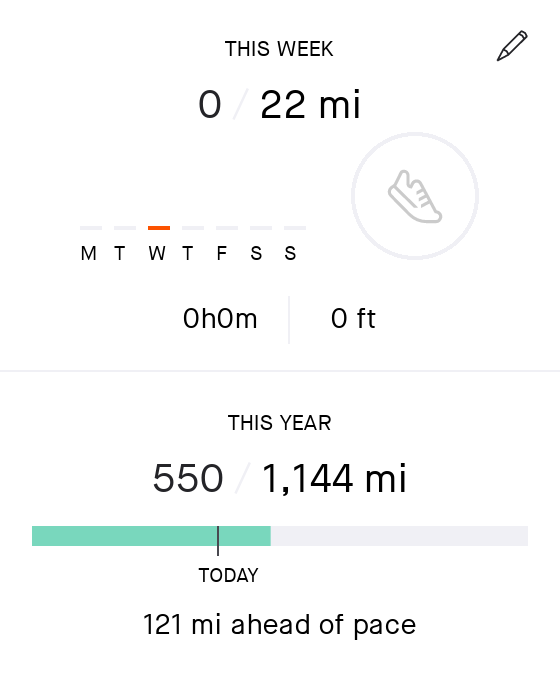 THIS WEEK
0 / 22 mi
M T W T F S S
0h0m 0 ft
THIS YEAR
550 / 1,144 mi
TODAY
121 mi ahead of pace